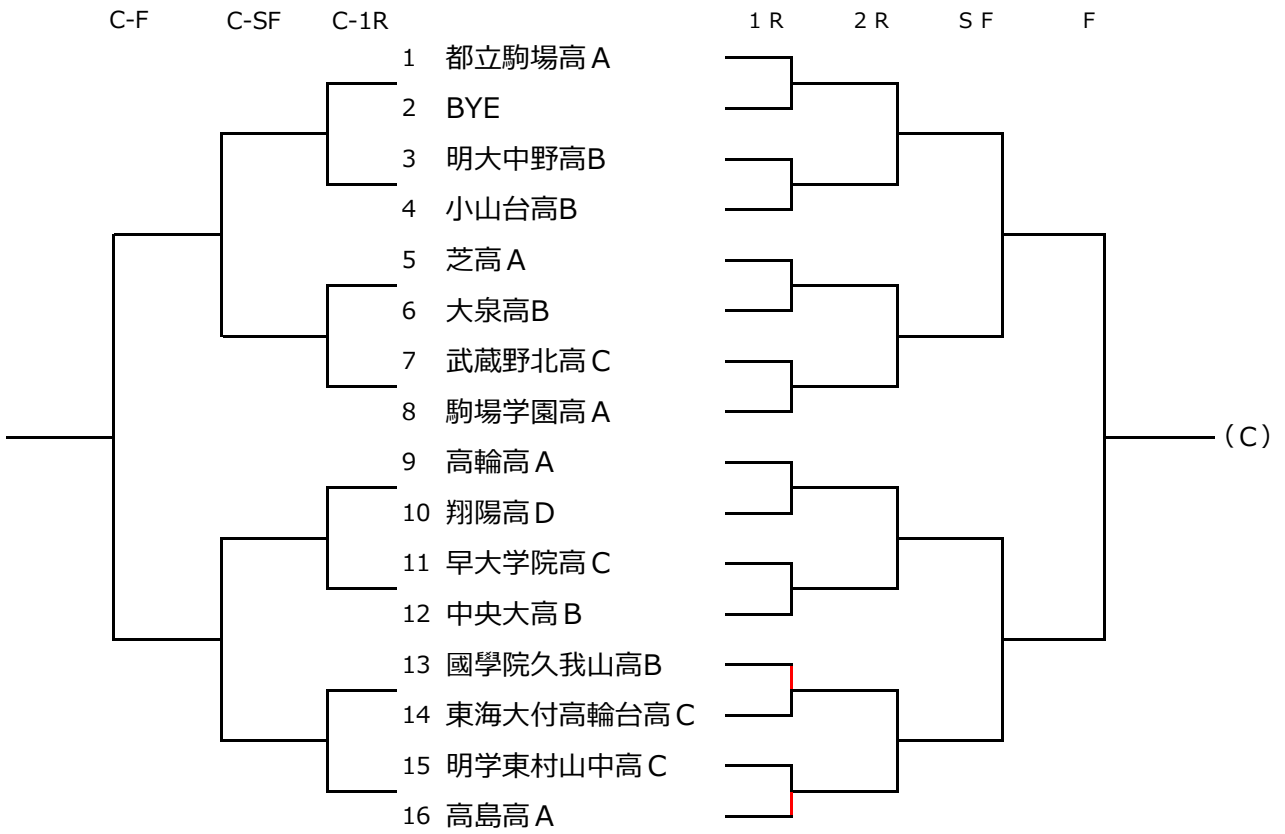 C-F C-SF C-1R 1 R 2 R S F F
1 都立駒場高A
2 BYE
3 明大中野高B
4 小山台高B
5 芝高A
6 大泉高B
7 武蔵野北高C
8 駒場学園高A
（C）
9 高輪高A
10 翔陽高D
11 早大学院高C
12 中央大高B
13 國學院久我山高B
14 東海大付高輪台高C
15 明学東村山中高C
16 高島高A